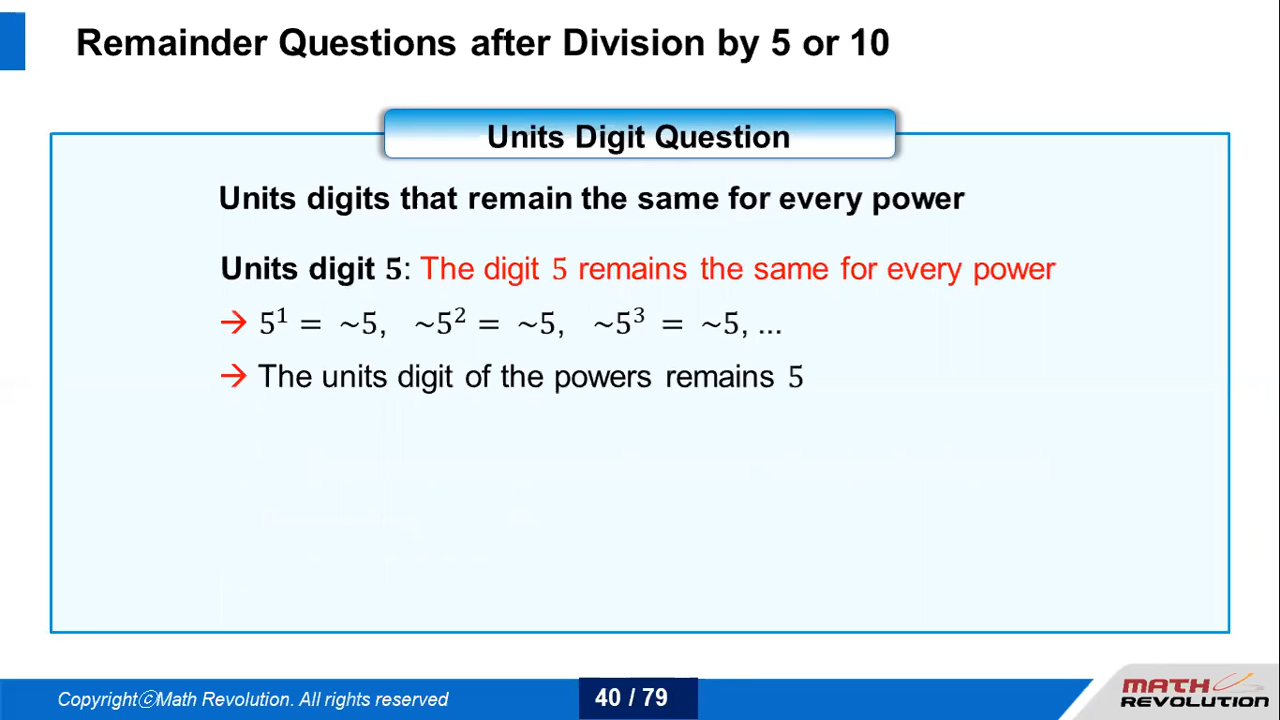 Remainder Questions after Division by 5 or 10
Units Digit Question
Units digits that remain the same for every power
Units digit 5: The digit 5 remains the same for every power
→ 5¹ = ~5, ~5² = ~5, ~5³ = ~5, ...
→ The units digit of the powers remains 5
CopyrightⓒMath Revolution. All rights reserved
40 / 79
MATH
REVOLUTION